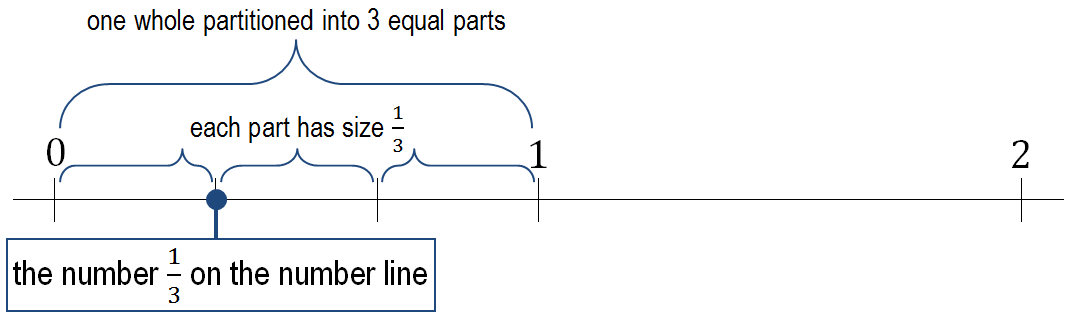 one whole partitioned into 3 equal parts
each part has size 1/3
0 1 2
the number 1/3 on the number line